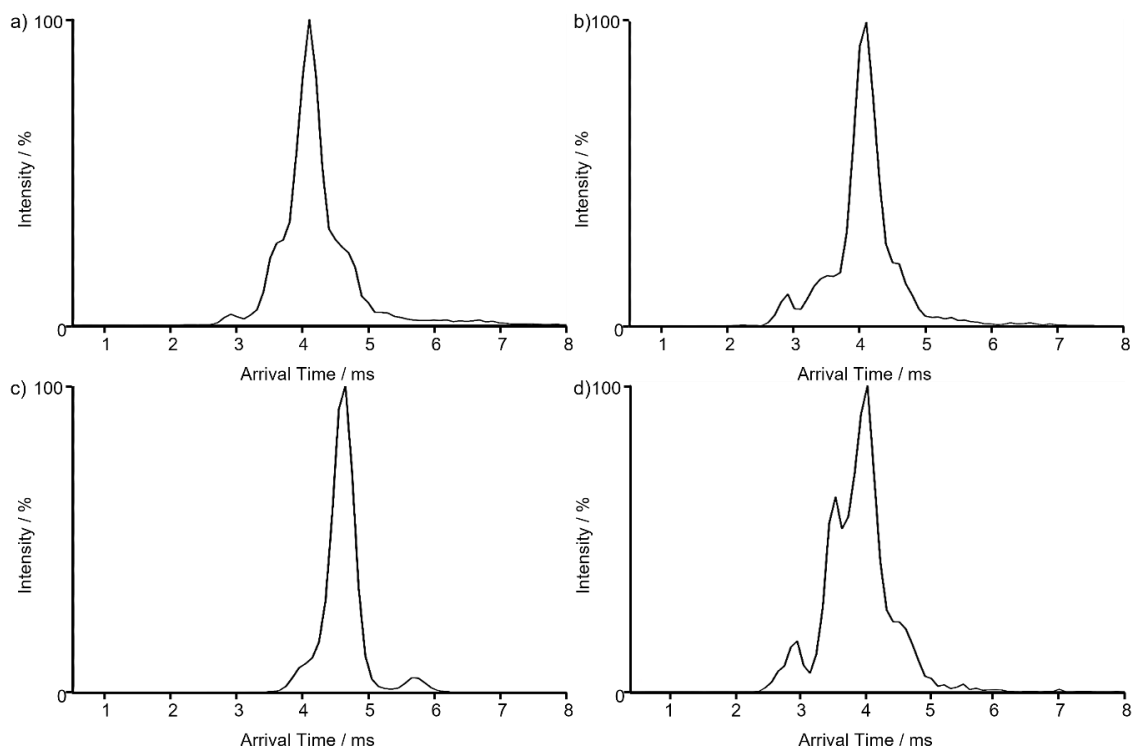 a) 100
Intensity / %
0
1 2 3 4 5 6 7 8
Arrival Time / ms
b) 100
Intensity / %
0
1 2 3 4 5 6 7 8
Arrival Time / ms
c) 100
Intensity / %
0
1 2 3 4 5 6 7 8
Arrival Time / ms
d) 100
Intensity / %
0
1 2 3 4 5 6 7 8
Arrival Time / ms